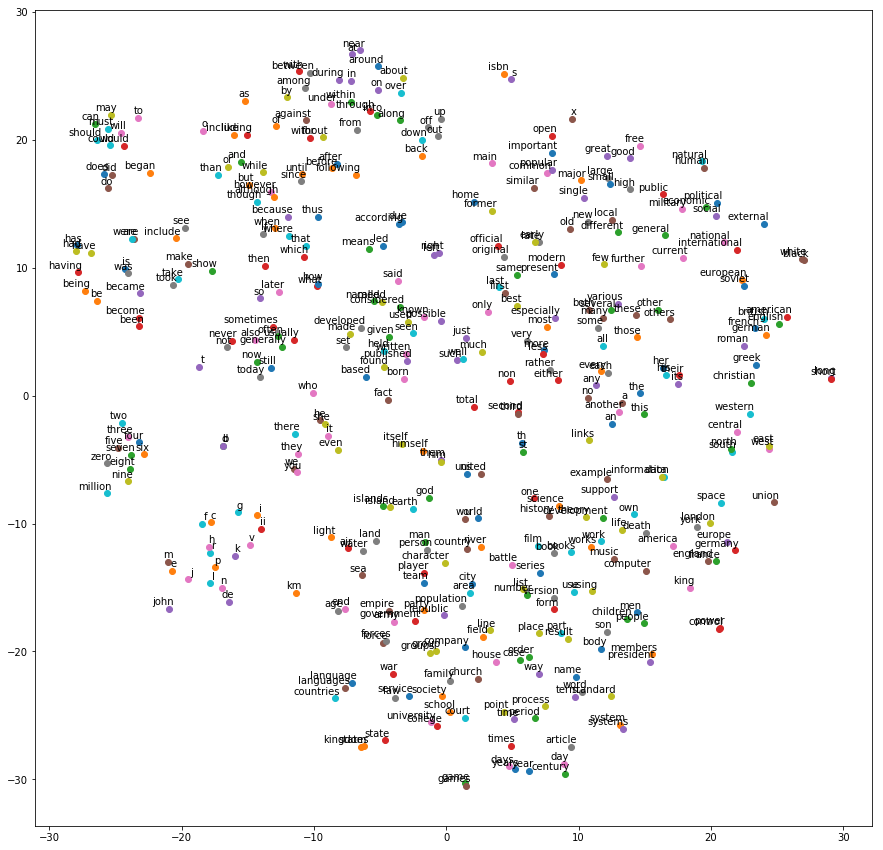 30
near
at
around
between
with
during
in
about
isbn
s
among
on
over
by
under
within
as
through
into
along
up
x
may
to
can
against
must
will
of
from
off
out
should
including
without
for
down
open
free
could
would
important
great
good
20
and
or
while
after
before
back
main
popular
natural
human
does
did
began
than
until
following
common
large
small
do
but
since
similar
major
high
however
although
though
single
public
political
home
military
economic
social
former
because
thus
according
due
old
new
local
external
has
were
are
include
see
when
where
that
led
right
left
official
early
different
general
national
had
have
which
means
original
international
is
make
then
modern
few
further
current
white
black
10
having
was
take
show
how
what
said
same
present
european
soviet
being
became
took
so
later
last
first
be
considered
known
best
both
several
various
these
other
become
been
used
possible
only
especially
many
others
american
british
english
sometimes
developed
most
some
french
german
never
also
often
usually
made
seen
those
not
generally
set
given
just
very
all
roman
now
held
written
such
much
more
less
her
greek
t
still
published
well
rather
every
each
his
their
today
based
found
born
either
any
its
christian
long
short
0
who
non
no
the
fact
total
another
a
second
third
this
western
two
he
she
links
an
central
three
there
it
itself
himself
th
st
north
south
east
west
five
four
seven
six
they
even
him
them
zero
eight
we
you
us
united
example
information
nine
million
god
one
science
support
space
union
islands
island
earth
history
theory
development
own
f
c
g
i
u
world
life
death
london
york
−10
ii
light
land
man
country
river
film
work
america
europe
h
r
v
air
water
person
book
books
works
music
germany
england
france
m
k
sea
character
battle
computer
e
p
player
team
city
series
j
l
n
km
area
list
number
version
use
using
king
john
de
age
end
empire
party
population
form
men
children
people
government
republic
son
power
control
forces
force
line
field
place
part
result
−20
group
groups
company
house
case
order
body
members
president
war
family
church
way
name
language
languages
word
countries
law
service
society
process
term
standard
school
university
college
court
point
time
period
system
systems
kingdom
states
state
times
article
days
years
year
day
century
−30
game
games
−30
−20
−10
0
10
20
30